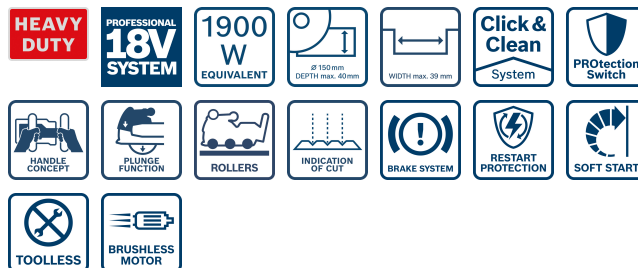 HEAVY
DUTY
PROFESSIONAL
18V
SYSTEM
1900
W
EQUIVALENT
Ø 150 mm
DEPTH max. 40 mm
WIDTH max. 39 mm
Click &
Clean
System
PROtection
Switch
HANDLE
CONCEPT
PLUNGE
FUNCTION
ROLLERS
INDICATION
OF CUT
BRAKE SYSTEM
RESTART
PROTECTION
SOFT START
TOOLLESS
BRUSHLESS
MOTOR